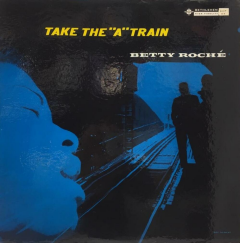 TAKE THE "A" TRAIN
BETTY ROCHÉ